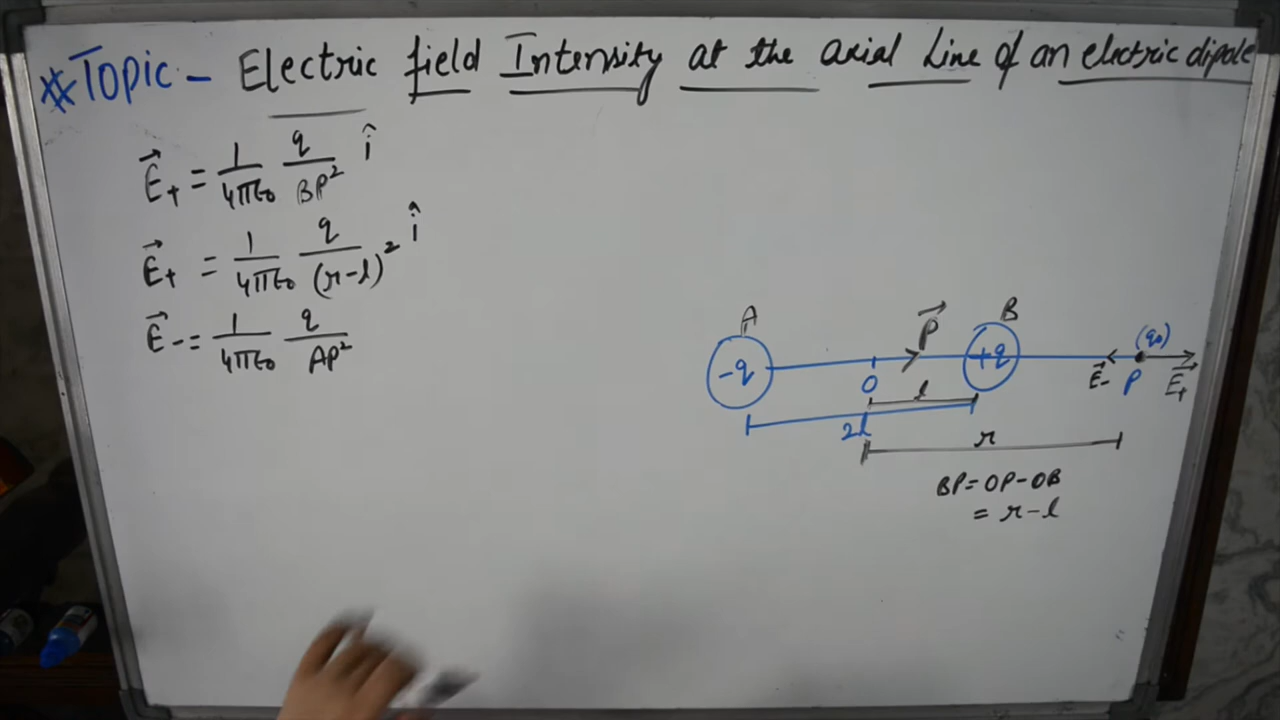 *Topic - Electric field Intensity at the axial Line of an electric dipole
E⃗₊ = 1/4πε₀ q/BP² î
E⃗₊ = 1/4πε₀ q/(r-l)² î
E⃗₋ = 1/4πε₀ q/AP²
A P⃗ B (q₀)
-q +q
O l E⃗₋ P E⃗₊
2l r
BP = OP - OB
= r - l